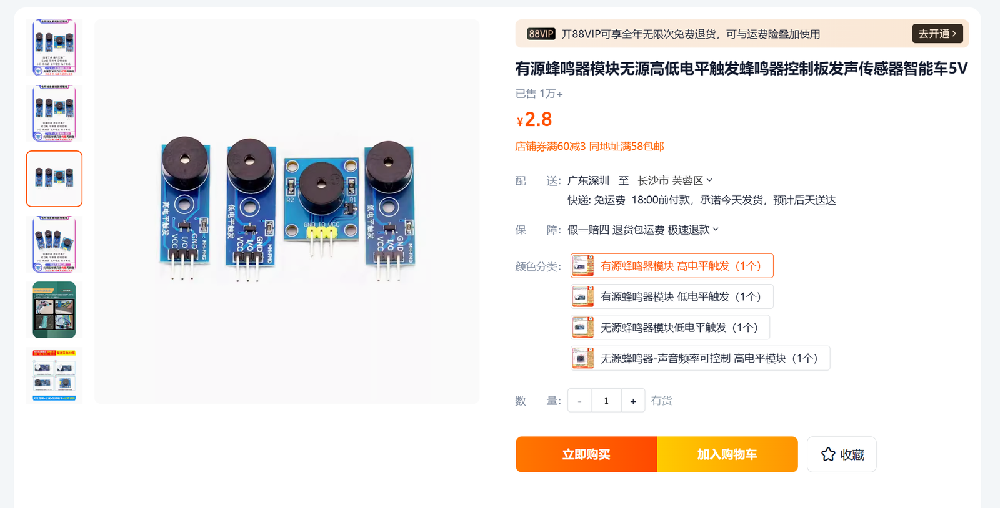 88VIP 开88VIP可享全年无限次免费退货，可与运费险叠加使用 去开通 >
有源蜂鸣器模块无源高低电平触发蜂鸣器控制板发声传感器智能车5V
已售 1万+
¥2.8
店铺券满60减3 同地址满58包邮
配 送： 广东深圳 至 长沙市 芙蓉区
快递: 免运费 18:00前付款，承诺今天发货，预计后天送达
保 障： 假一赔四 退货包运费 极速退款
颜色分类： 有源蜂鸣器模块 高电平触发（1个）
有源蜂鸣器模块 低电平触发（1个）
无源蜂鸣器模块低电平触发（1个）
无源蜂鸣器-声音频率可控制 高电平模块（1个）
数 量： - 1 + 有货
立即购买 加入购物车 收藏
高电平触发
VCC
I/O
GND
MH-FMG
低电平触发
VCC
I/O
GND
MH-FMD
R2
R1
GND IO VCC
低电平触发
VCC
I/O
GND
MH-FMD